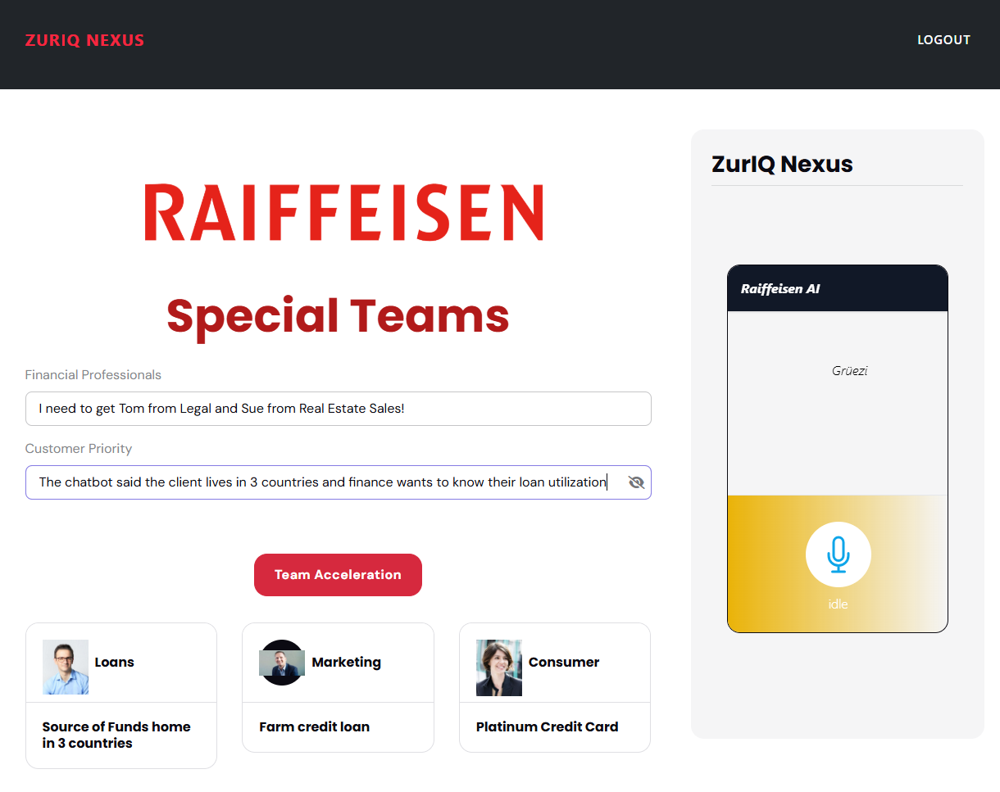 ZURIQ NEXUS
LOGOUT
RAIFFEISEN
Special Teams
Financial Professionals
I need to get Tom from Legal and Sue from Real Estate Sales!
Customer Priority
The chatbot said the client lives in 3 countries and finance wants to know their loan utilization
Team Acceleration
Loans
Source of Funds home
in 3 countries
Marketing
Farm credit loan
Consumer
Platinum Credit Card
ZurIQ Nexus
Raiffeisen AI
Grüezi
idle